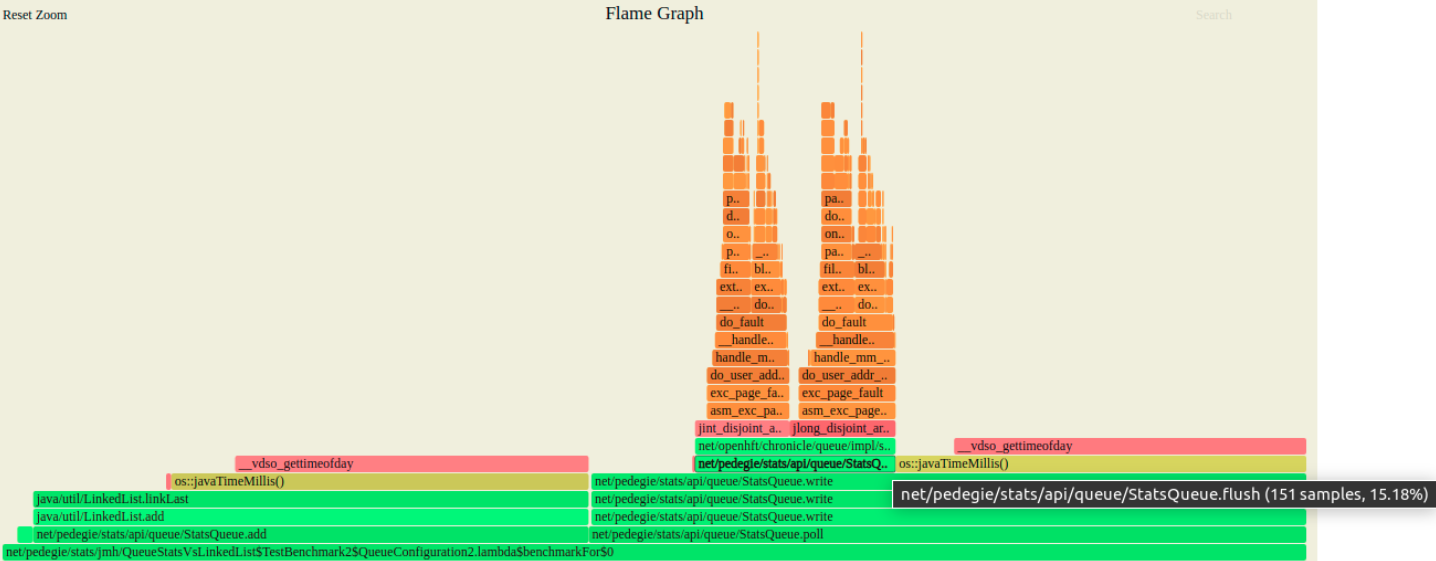 Reset Zoom
Flame Graph
Search
p.. pa..
d.. do..
o.. on..
p.. _.. pa.. _..
fi.. bl.. fil.. bl..
ext.. ex.. ext.. ex..
__.. do.. __.. do..
do_fault do_fault
__handle.. __handle..
handle_m.. handle_mm_..
do_user_add.. do_user_addr_..
exc_page_fa.. exc_page_fault
asm_exc_pa.. asm_exc_page..
jint_disjoint_a.. jlong_disjoint_ar..
net/openhft/chronicle/queue/impl/s.. __vdso_gettimeofday
__vdso_gettimeofday net/pedegie/stats/api/queue/StatsQ.. os::javaTimeMillis()
os::javaTimeMillis() net/pedegie/stats/api/queue/StatsQueue.write
java/util/LinkedList.linkLast net/pedegie/stats/api/queue/StatsQueue.write
net/pedegie/stats/api/queue/StatsQueue.flush (151 samples, 15.18%)
java/util/LinkedList.add net/pedegie/stats/api/queue/StatsQueue.write
net/pedegie/stats/api/queue/StatsQueue.add net/pedegie/stats/api/queue/StatsQueue.poll
net/pedegie/stats/jmh/QueueStatsVsLinkedList$TestBenchmark2$QueueConfiguration2.lambda$benchmarkFor$0